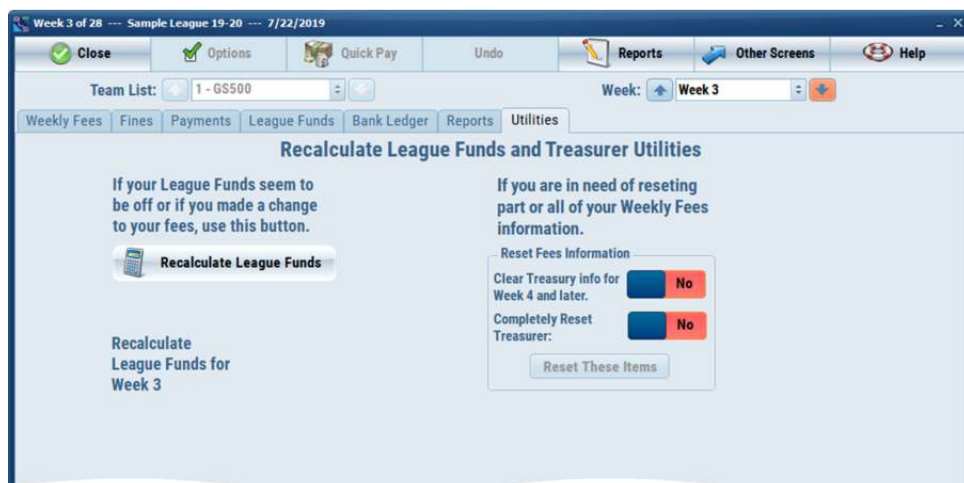 Week 3 of 28 --- Sample League 19-20 --- 7/22/2019
Close
Options
Quick Pay
Undo
Reports
Other Screens
Help
Team List:
1 - GS500
Week:
Week 3
Weekly Fees
Fines
Payments
League Funds
Bank Ledger
Reports
Utilities
Recalculate League Funds and Treasurer Utilities
If your League Funds seem to
be off or if you made a change
to your fees, use this button.
Recalculate League Funds
Recalculate
League Funds for
Week 3
If you are in need of reseting
part or all of your Weekly Fees
information.
Reset Fees Information
Clear Treasury info for
Week 4 and later.
No
Completely Reset
Treasurer:
No
Reset These Items